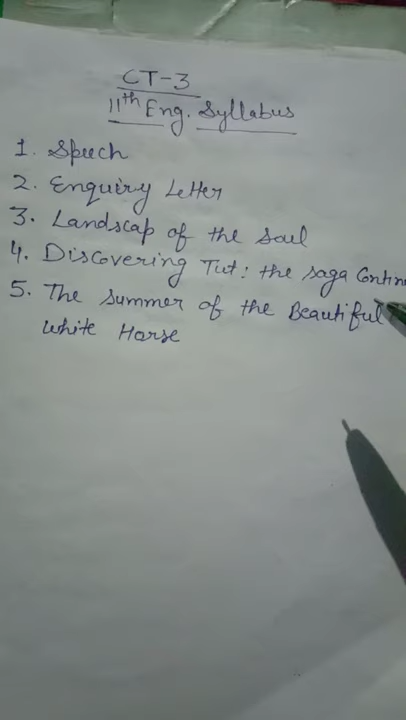 CT-3
11th Eng. Syllabus
1. Speech
2. Enquiry Letter
3. Landscap of the Soul
4. Discovering Tut: the saga Contin
5. The Summer of the Beautiful
White Horse